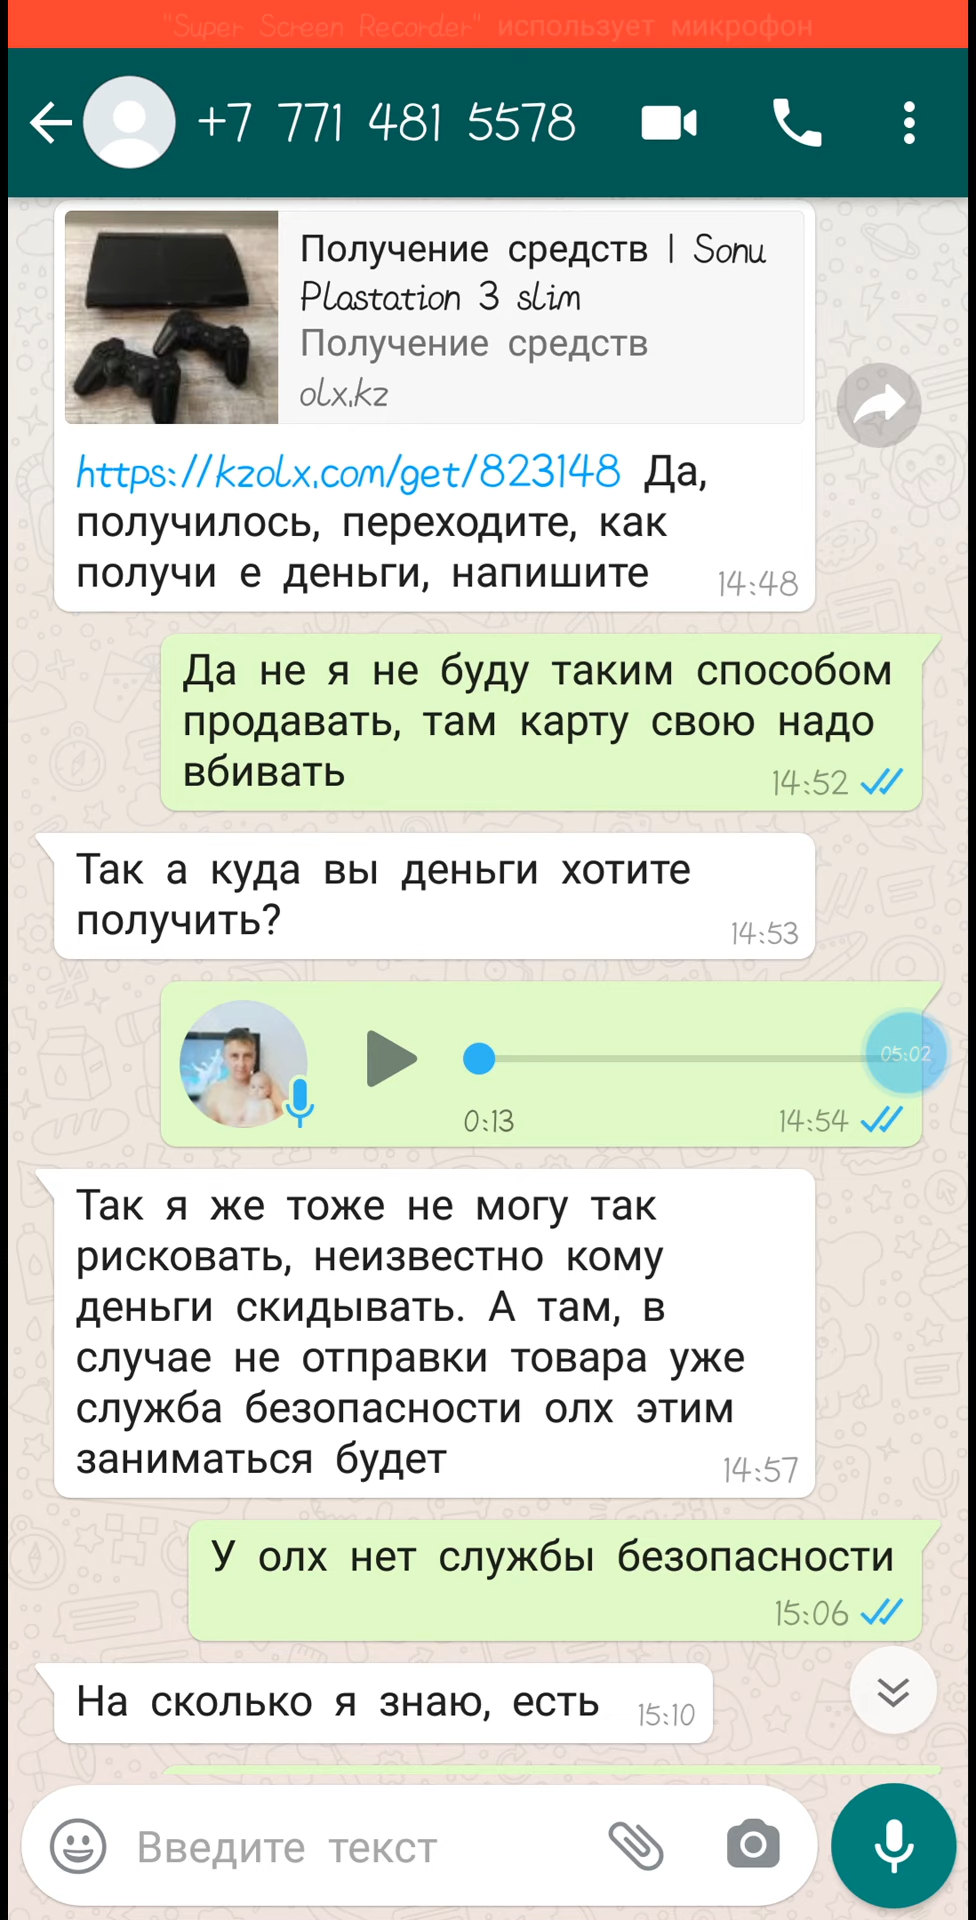 "Super Screen Recorder" использует микрофон
+7 771 481 5578
Получение средств | Sonu
Plastation 3 slim
Получение средств
olx.kz
https://kzolx.com/get/823148 Да,
получилось, переходите, как
получи е деньги, напишите 14:48
Да не я не буду таким способом
продавать, там карту свою надо
вбивать 14:52
Так а куда вы деньги хотите
получить? 14:53
05:02
0:13 14:54
Так я же тоже не могу так
рисковать, неизвестно кому
деньги скидывать. А там, в
случае не отправки товара уже
служба безопасности олх этим
заниматься будет 14:57
У олх нет службы безопасности
15:06
На сколько я знаю, есть 15:10
Введите текст